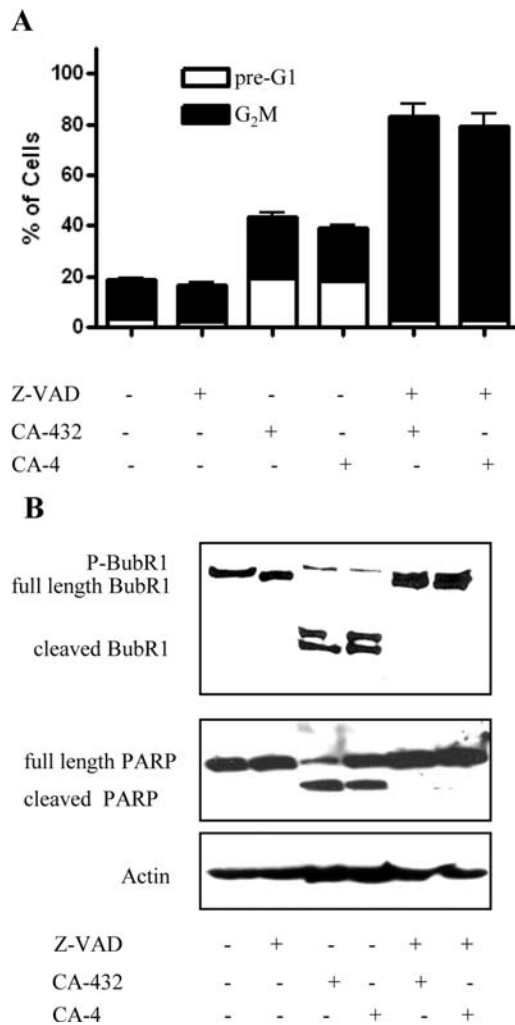 A
% of Cells
100
80
60
40
20
0
pre-G1
G₂M
Z-VAD - + - - + +
CA-432 - - + - + -
CA-4 - - - + - +
B
P-BubR1
full length BubR1
cleaved BubR1
full length PARP
cleaved PARP
Actin
Z-VAD - + - - + +
CA-432 - - + - + -
CA-4 - - - + - +